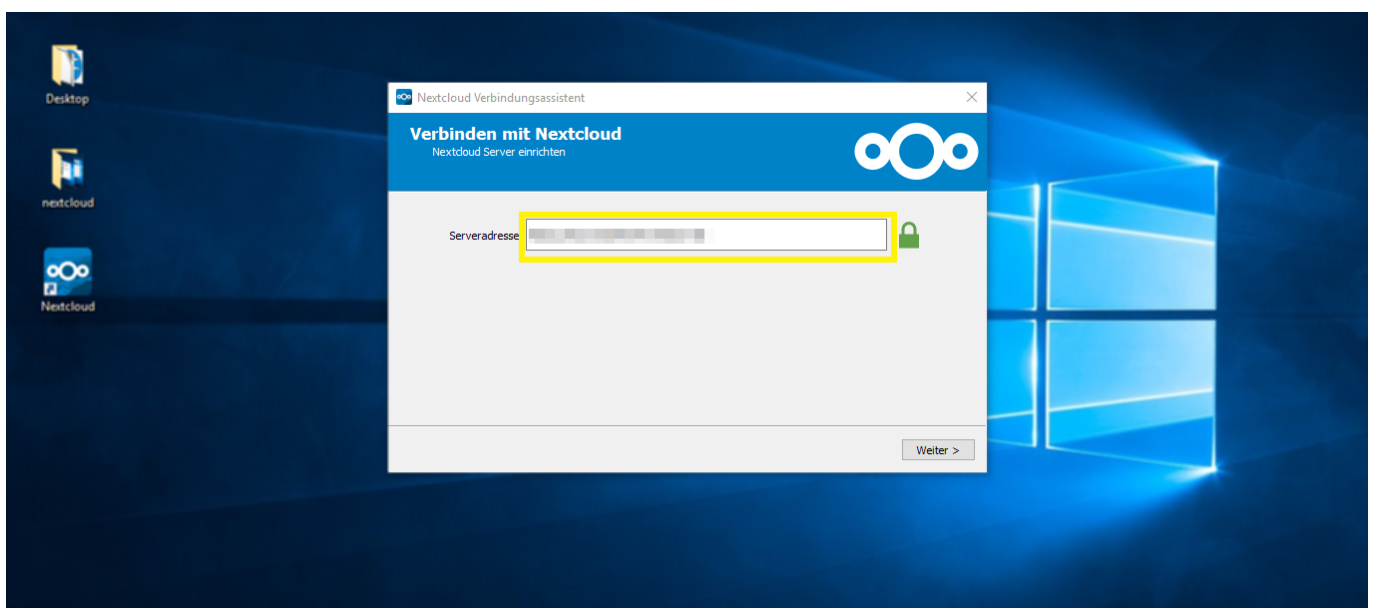 Desktop
nextcloud
Nextcloud
Nextcloud Verbindungsassistent
Verbinden mit Nextcloud
Nextcloud Server einrichten
Serveradresse
Weiter >